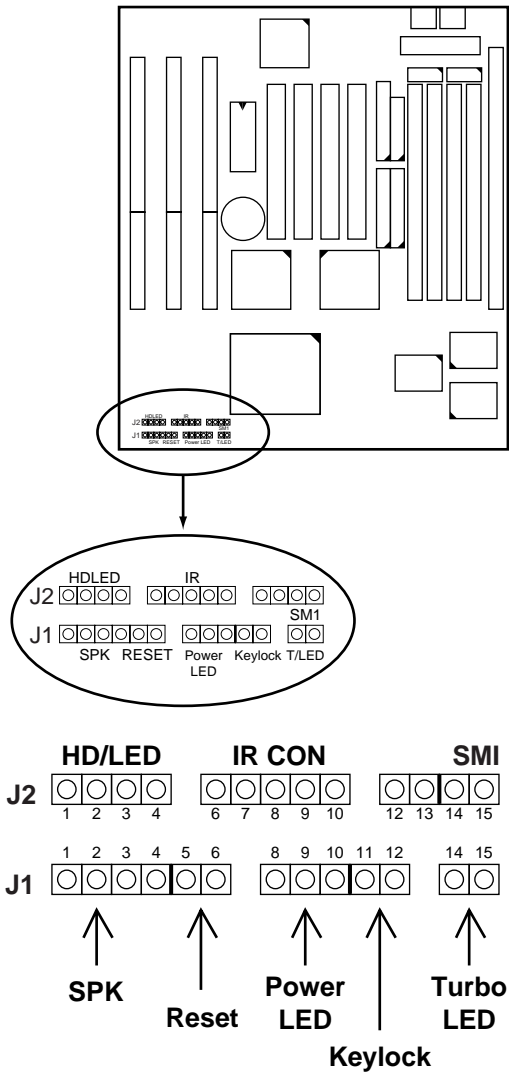 HDLED IR
J2
SM1
J1
SPK RESET Power LED T/LED
HDLED IR
J2
SM1
J1
SPK RESET Power Keylock T/LED
LED
HD/LED IR CON SMI
J2
1 2 3 4 6 7 8 9 10 12 13 14 15
1 2 3 4 5 6 8 9 10 11 12 14 15
J1
SPK Power Turbo
Reset LED LED
Keylock